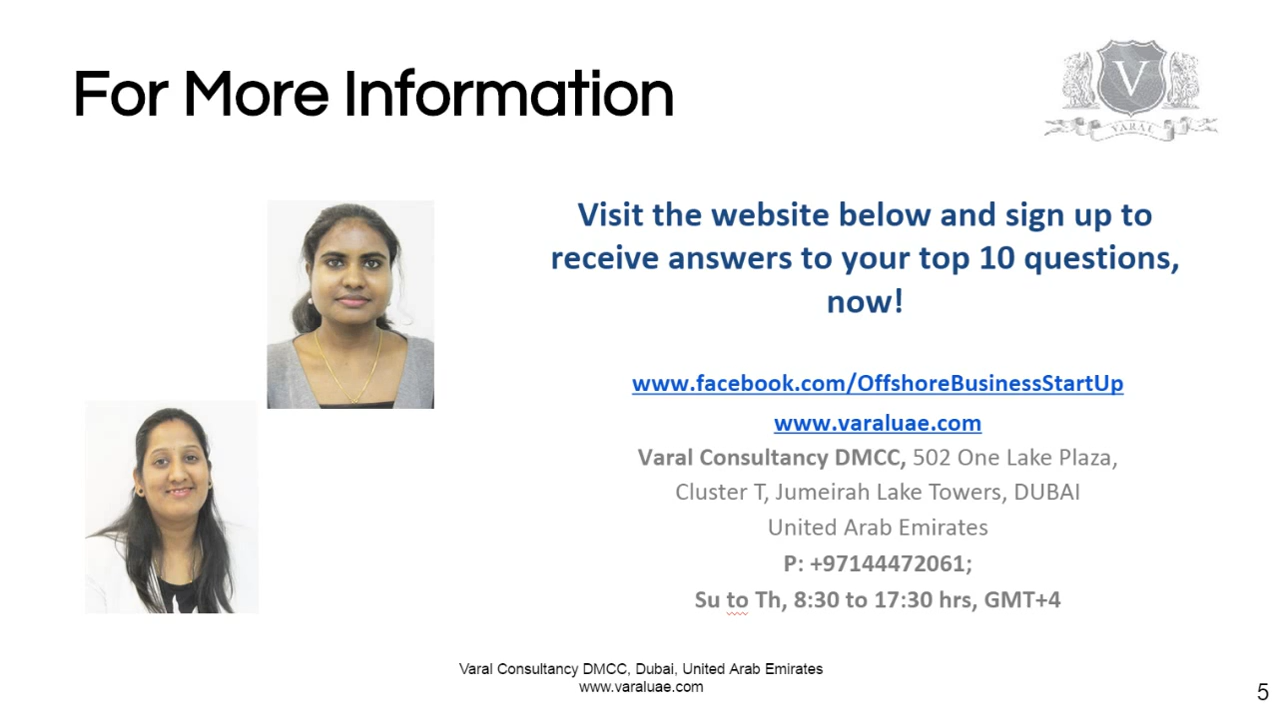 For More Information
V
VARAL
Visit the website below and sign up to
receive answers to your top 10 questions,
now!
www.facebook.com/OffshoreBusinessStartUp
www.varaluae.com
Varal Consultancy DMCC, 502 One Lake Plaza,
Cluster T, Jumeirah Lake Towers, DUBAI
United Arab Emirates
P: +97144472061;
Su to Th, 8:30 to 17:30 hrs, GMT+4
Varal Consultancy DMCC, Dubai, United Arab Emirates
www.varaluae.com
5